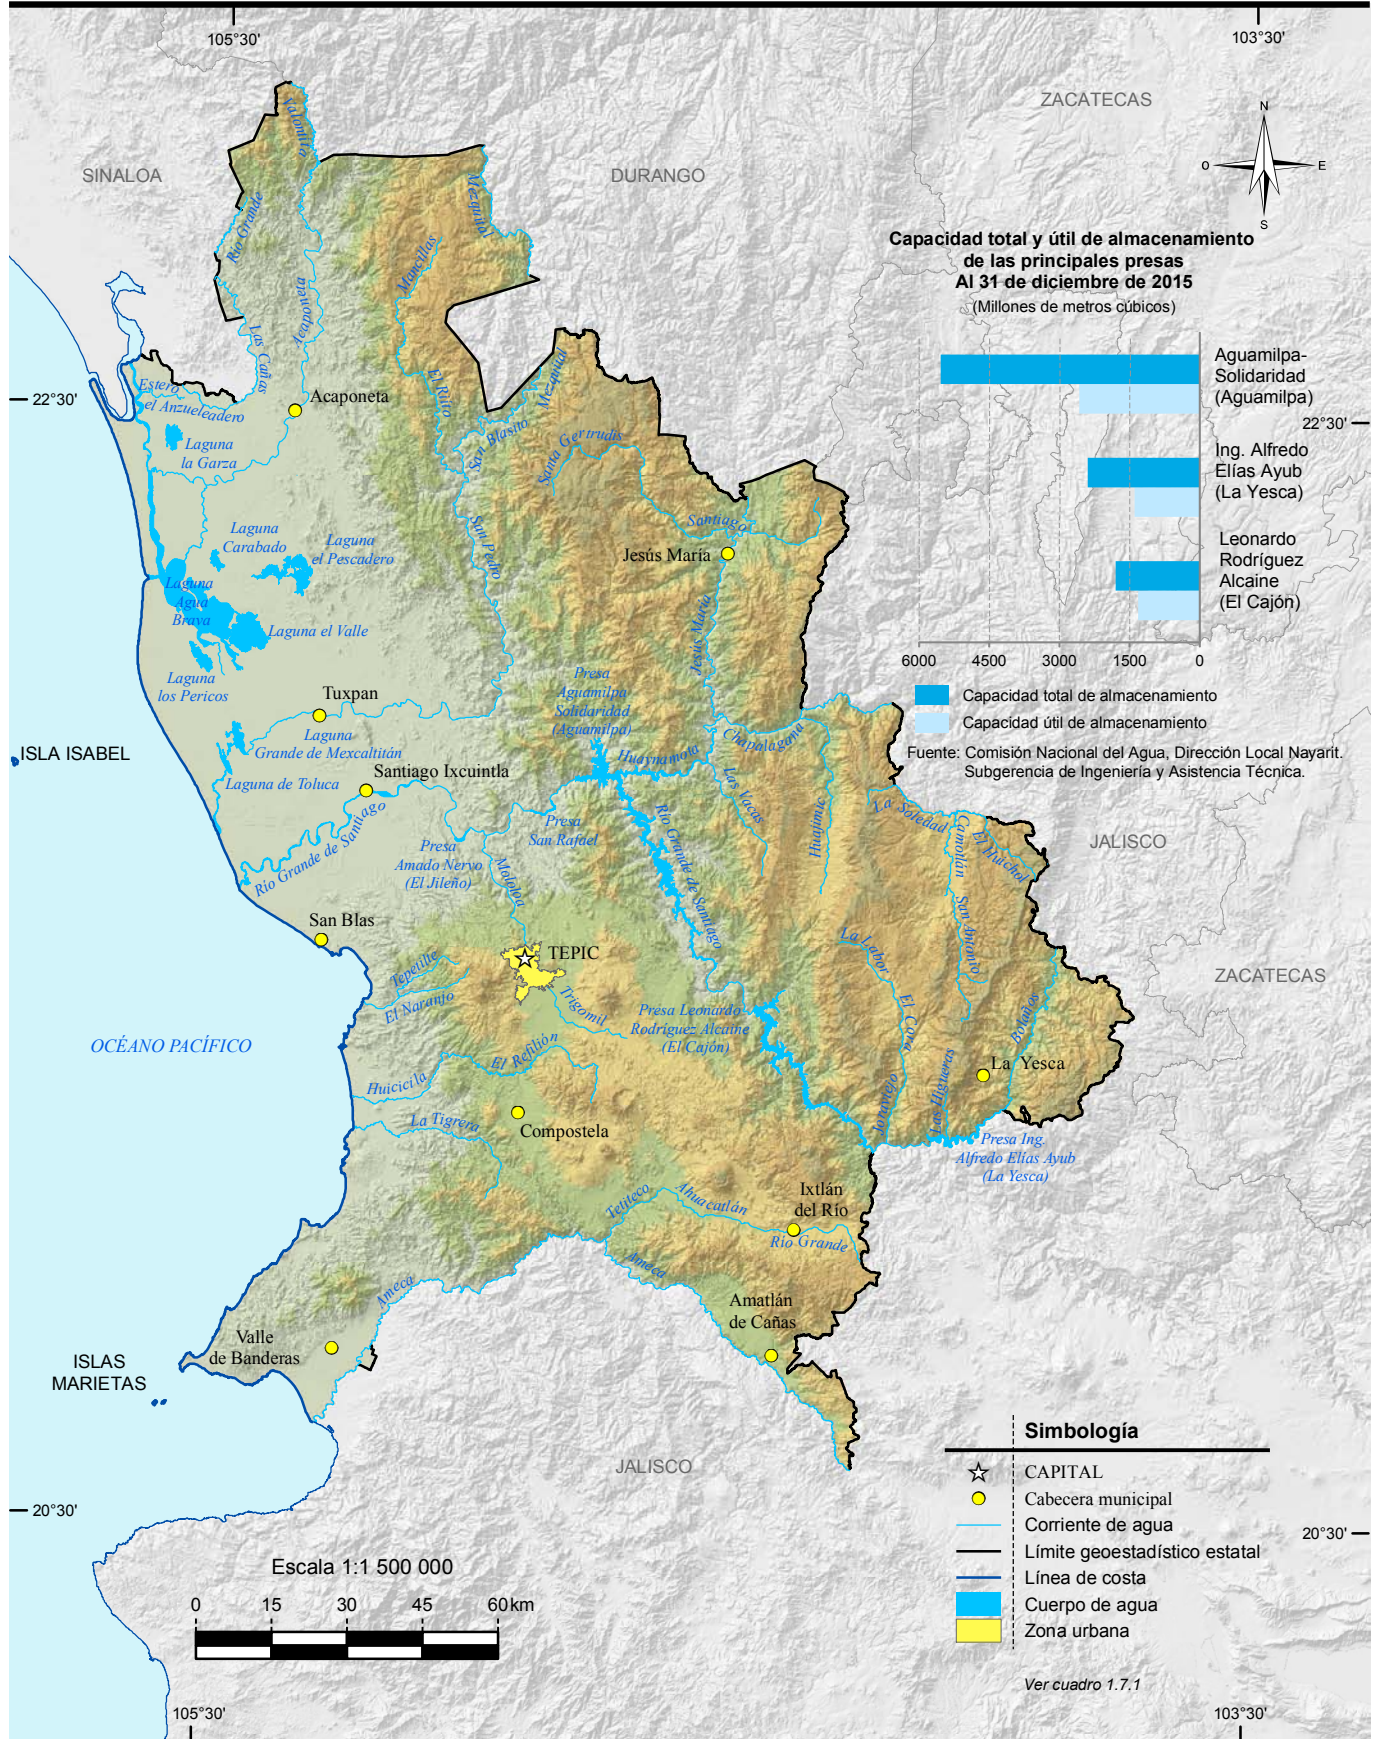 105°30'
103°30'
ZACATECAS
N
O
E
S
SINALOA
DURANGO
Valontita
Río Grande
Mezquital
Mancillas
Acaponeta
Las Cañas
Capacidad total y útil de almacenamiento
de las principales presas
Al 31 de diciembre de 2015
(Millones de metros cúbicos)
Aguamilpa-
Solidaridad
(Aguamilpa)
Ing. Alfredo
Elías Ayub
(La Yesca)
Leonardo
Rodríguez
Alcaine
(El Cajón)
6000
4500
3000
1500
0
Capacidad total de almacenamiento
Capacidad útil de almacenamiento
Fuente: Comisión Nacional del Agua, Dirección Local Nayarit.
Subgerencia de Ingeniería y Asistencia Técnica.
22°30'
22°30'
Estero
el Anzueleadero
Acaponeta
El Ruto
Mezquital
San Blasito
Santa Gertrudis
Laguna
la Garza
Laguna
Carabado
Laguna
el Pescadero
San Pedro
Santiago
Jesús María
Laguna
Agua
Brava
Laguna el Valle
Laguna
los Pericos
Jesús María
Tuxpan
Laguna
Grande de Mexcaltitán
Presa
Aguamilpa
Solidaridad
(Aguamilpa)
Huaynamota
Chapalagana
ISLA ISABEL
Laguna de Toluca
Santiago Ixcuintla
Río Grande de Santiago
Presa
Amado Nervo
(El Jileño)
Presa
San Rafael
Mololoa
Río Grande de Santiago
Las Vacas
Huajimic
La Soledad
Camotlán
El Huichol
JALISCO
San Blas
TEPIC
La Labor
San Antonio
ZACATECAS
Tepetilte
El Naranjo
Trigomil
Presa Leonardo
Rodríguez Alcaine
(El Cajón)
El Cora
Bolaños
OCÉANO PACÍFICO
El Refilión
Huicicila
Joraviejo
Las Higueras
La Yesca
La Tigrera
Compostela
Presa Ing.
Alfredo Elías Ayub
(La Yesca)
Tetiteco
Ahuacatlán
Ixtlán
del Río
Río Grande
Ameca
Ameca
Amatlán
de Cañas
Valle
de Banderas
ISLAS
MARIETAS
JALISCO
Simbología
CAPITAL
Cabecera municipal
Corriente de agua
Límite geoestadístico estatal
Línea de costa
Cuerpo de agua
Zona urbana
Ver cuadro 1.7.1
20°30'
20°30'
Escala 1:1 500 000
0
15
30
45
60 km
105°30'
103°30'